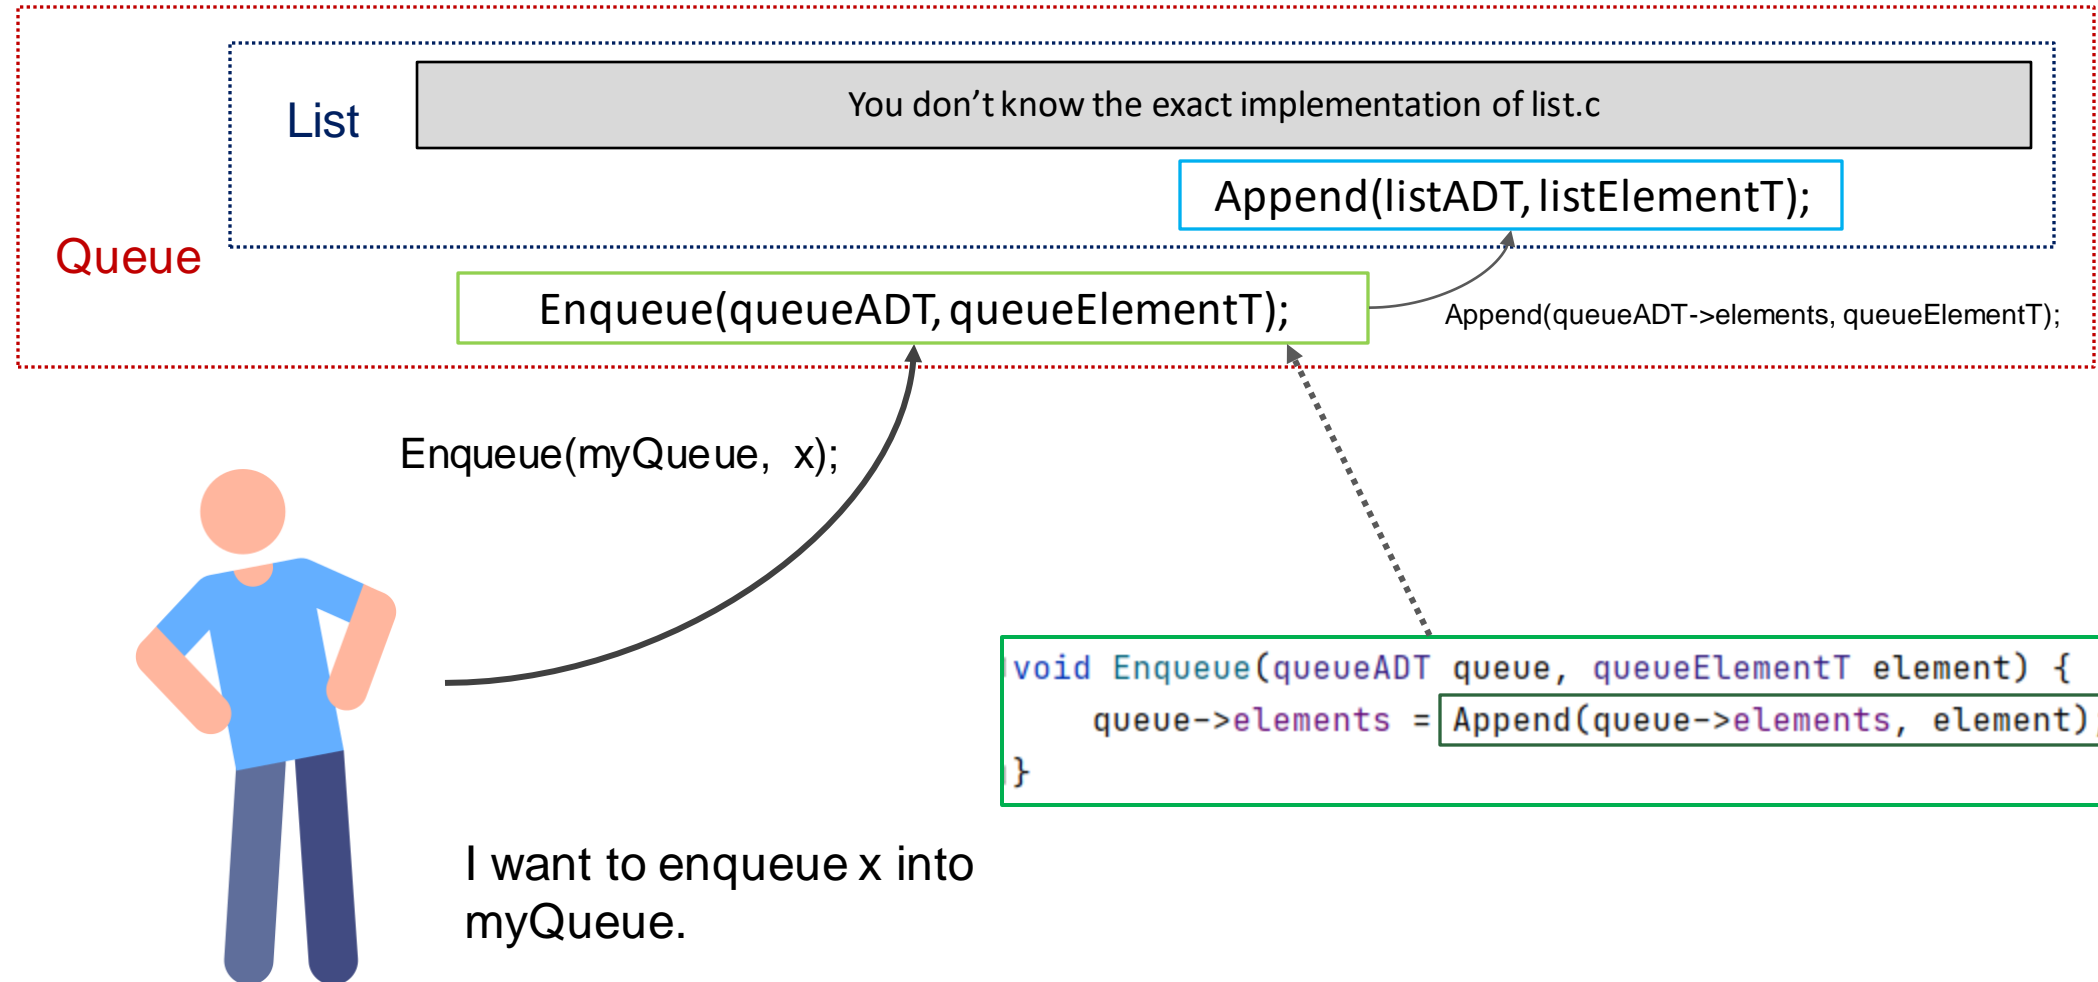 List
You don't know the exact implementation of list.c
Append(listADT, listElementT);
Queue
Enqueue(queueADT, queueElementT);
Append(queueADT->elements, queueElementT);
Enqueue(myQueue, x);
void Enqueue(queueADT queue, queueElementT element) {
queue->elements = Append(queue->elements, element);
}
I want to enqueue x into
myQueue.